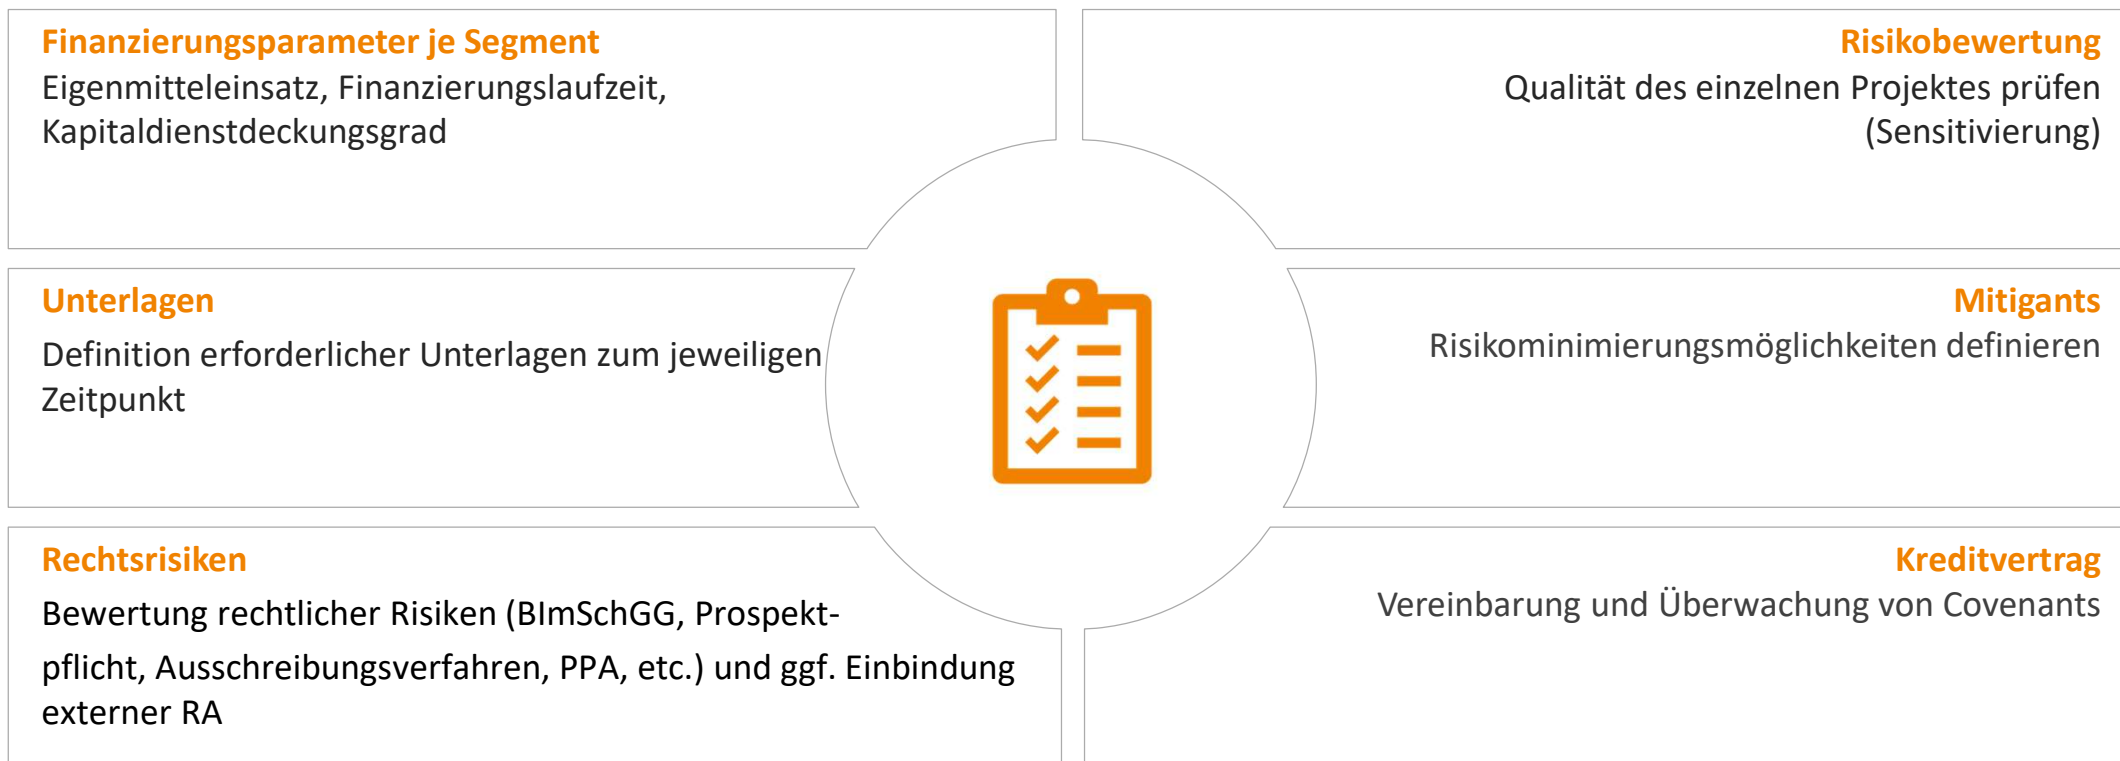 Finanzierungsparameter je Segment
Eigenmitteleinsatz, Finanzierungslaufzeit,
Kapitaldienstdeckungsgrad
Risikobewertung
Qualität des einzelnen Projektes prüfen
(Sensitivierung)
Unterlagen
Definition erforderlicher Unterlagen zum jeweiligen
Zeitpunkt
Mitigants
Risikominimierungsmöglichkeiten definieren
Rechtsrisiken
Bewertung rechtlicher Risiken (BImSchGG, Prospekt-
pflicht, Ausschreibungsverfahren, PPA, etc.) und ggf. Einbindung
externer RA
Kreditvertrag
Vereinbarung und Überwachung von Covenants